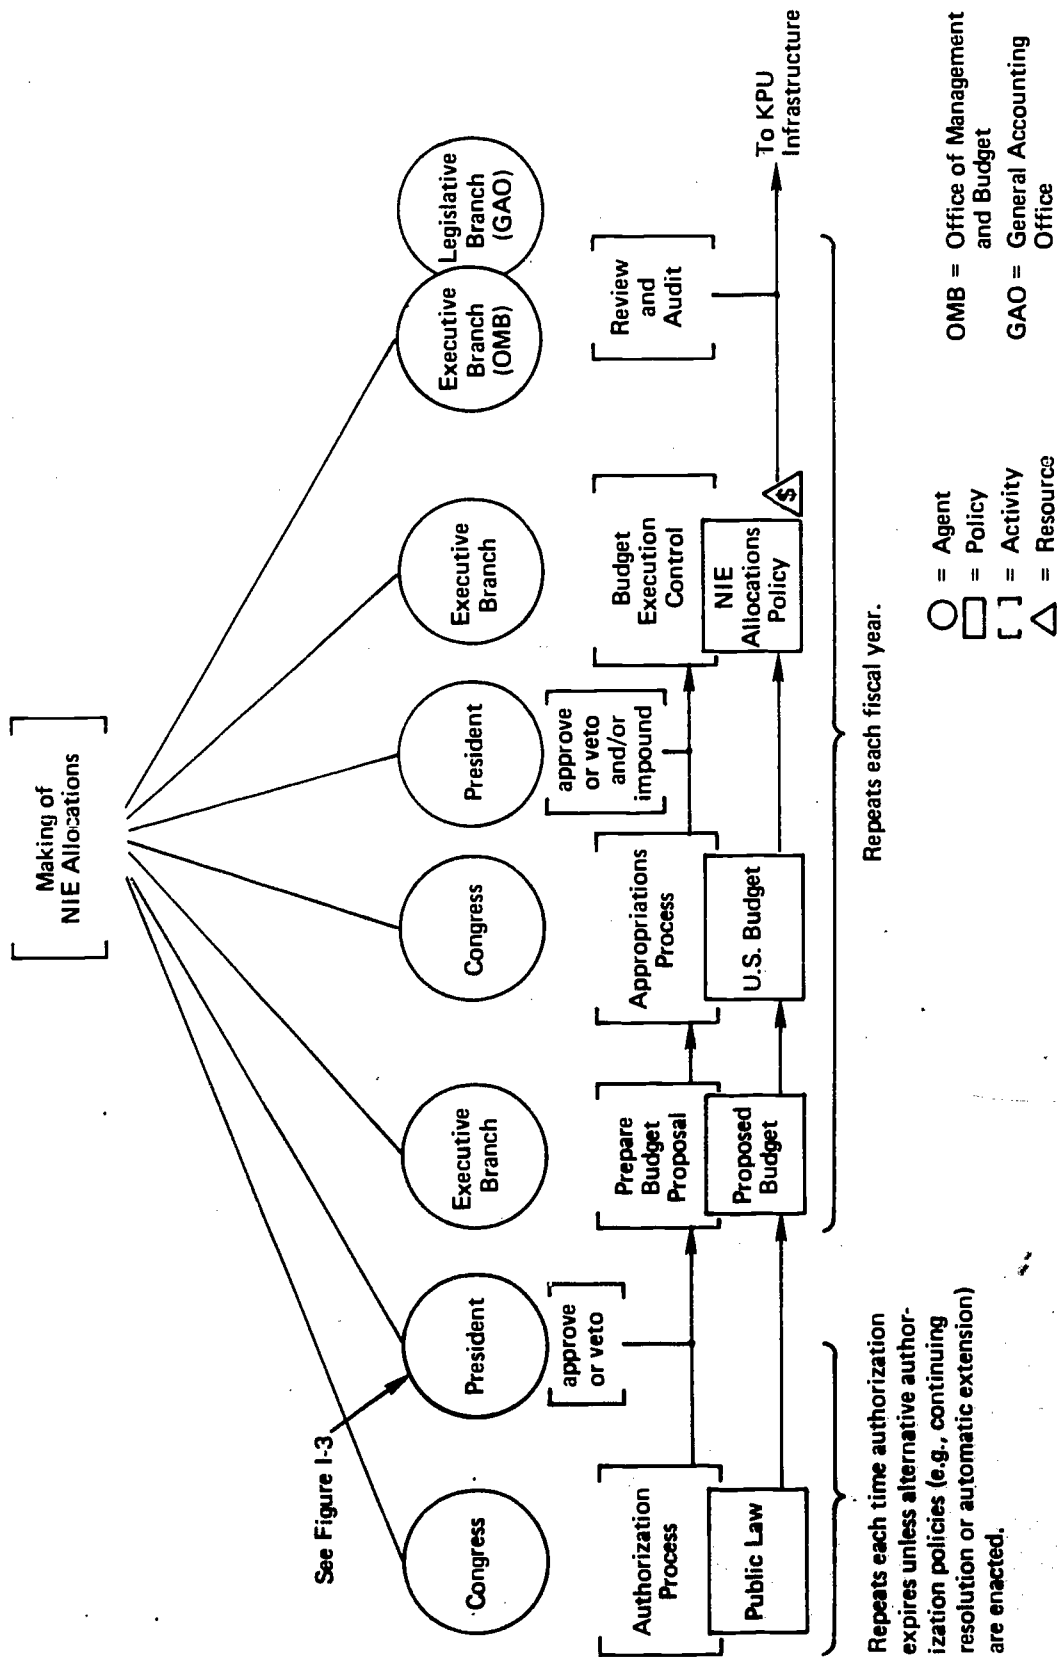 Making of
NIE Allocations
See Figure I-3
Congress
President
Executive
Branch
Congress
President
Executive
Branch
Executive
Branch
(OMB)
Legislative
Branch
(GAO)
Authorization
Process
approve
or veto
Prepare
Budget
Proposal
Appropriations
Process
approve
or veto
and/or
impound
Budget
Execution
Control
Review
and
Audit
Public Law
Proposed
Budget
U.S. Budget
NIE
Allocations
Policy
$
To KPU
Infrastructure
Repeats each time authorization
expires unless alternative author-
ization policies (e.g., continuing
resolution or automatic extension)
are enacted.
Repeats each fiscal year.
= Agent
= Policy
[ ] = Activity
= Resource
OMB = Office of Management
and Budget
GAO = General Accounting
Office